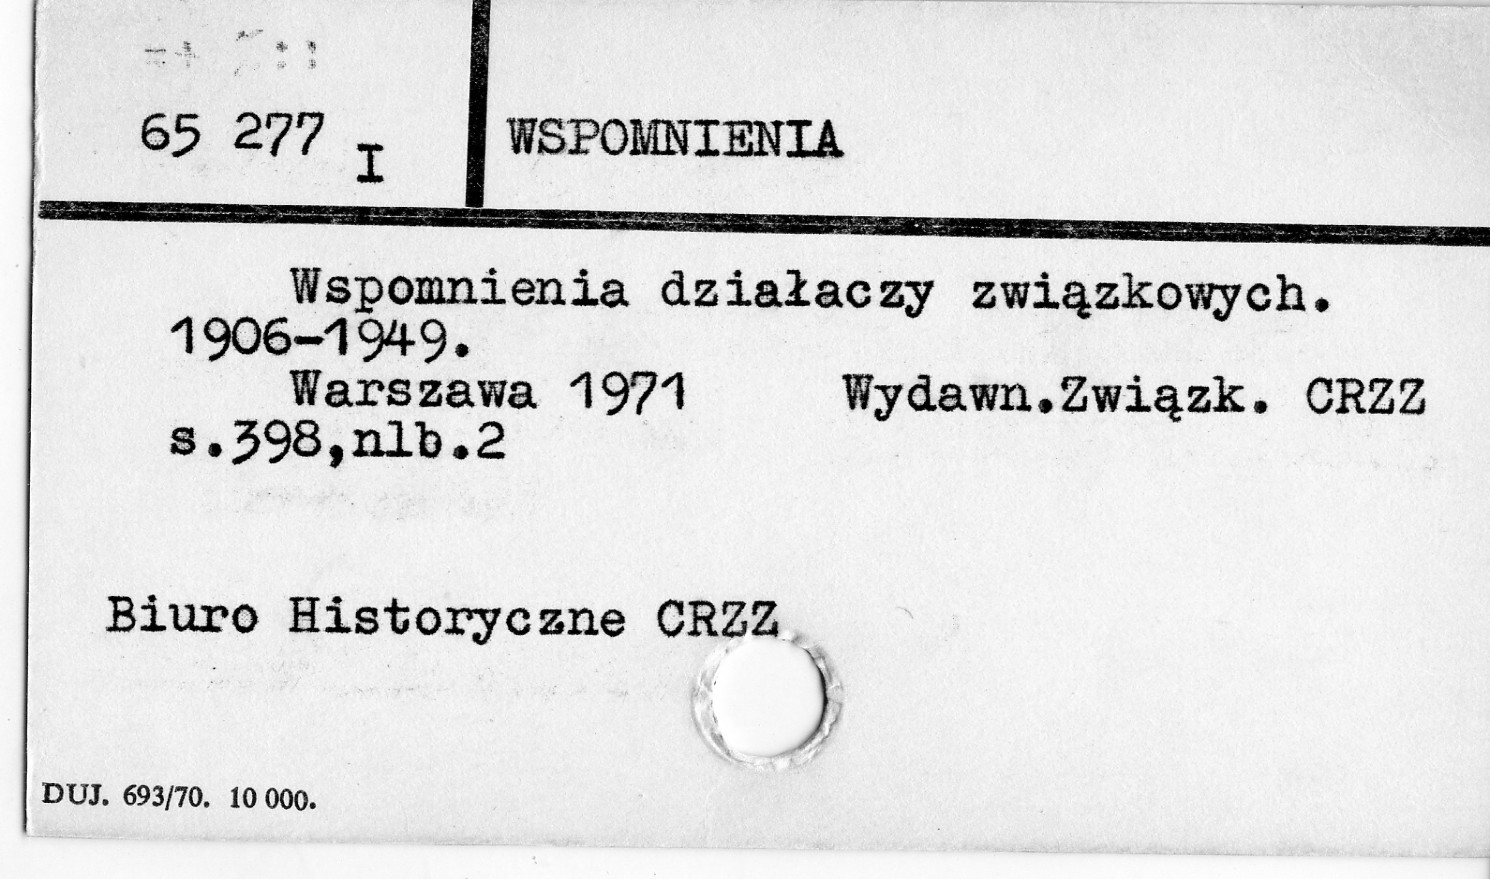 65 277 I
WSPOMNIENIA
Wspomnienia działaczy związkowych.
1906-1949.
Warszawa 1971 Wydawn.Związk. CRZZ
s.398,nlb.2
Biuro Historyczne CRZZ
DUJ. 693/70. 10 000.